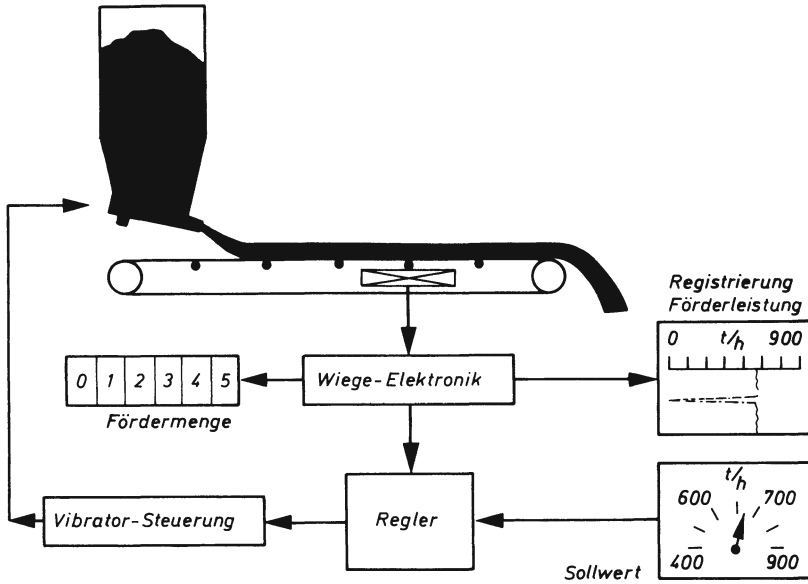 Registrierung
Förderleistung
0 t/h 900
0 1 2 3 4 5
Wiege-Elektronik
Fördermenge
t/h
600 700
400 900
Vibrator-Steuerung
Regler
Sollwert